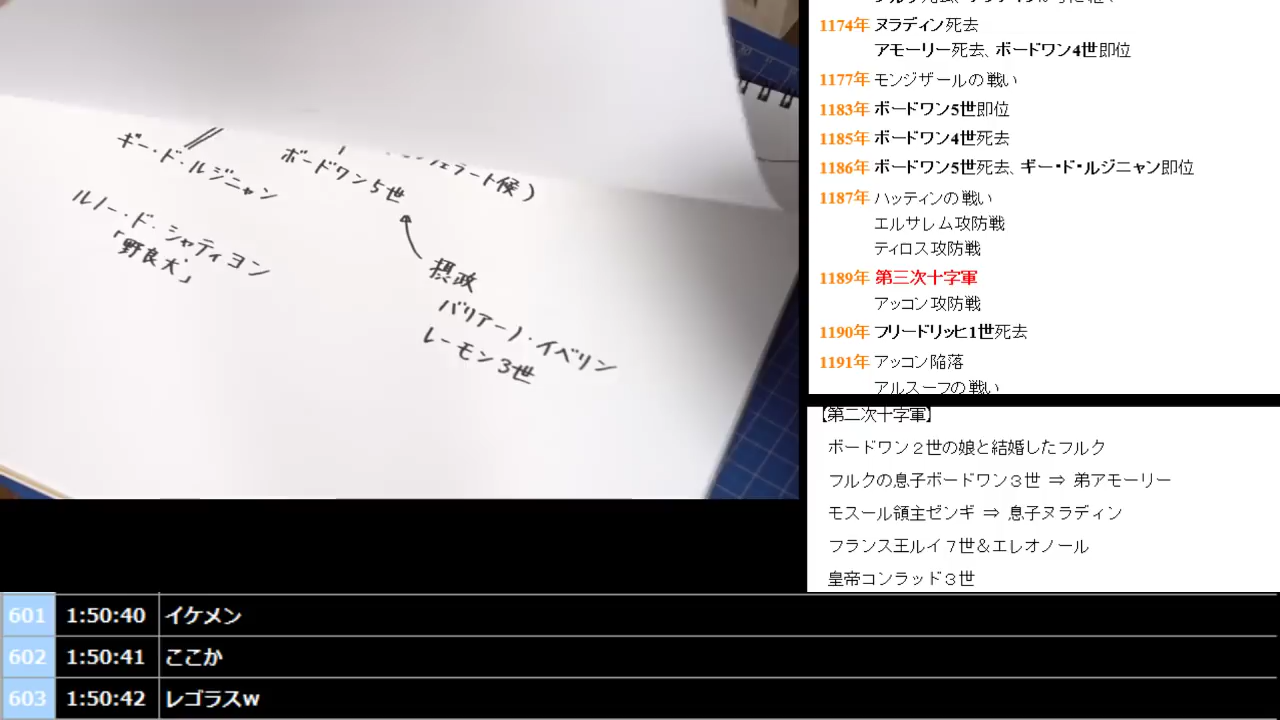 ギー・ド・ルジニャン
ボードワン5世
ェラート候)
ルノー・ド・シャティヨン
「野良犬」
摂政
バリアーノ・イベリン
レーモン3世
1174年 ヌラディン死去
アモーリー死去、ボードワン4世即位
1177年 モンジザールの戦い
1183年 ボードワン5世即位
1185年 ボードワン4世死去
1186年 ボードワン5世死去、ギー・ド・ルジニャン即位
1187年 ハッティンの戦い
エルサレム攻防戦
ティロス攻防戦
1189年 第三次十字軍
アッコン攻防戦
1190年 フリードリッヒ1世死去
1191年 アッコン陥落
アルスーフの戦い
【第二次十字軍】
ボードワン２世の娘と結婚したフルク
フルクの息子ボードワン３世 ⇒ 弟アモーリー
モスール領主ゼンギ ⇒ 息子ヌラディン
フランス王ルイ７世＆エレオノール
皇帝コンラッド３世
601 1:50:40 イケメン
602 1:50:41 ここか
603 1:50:42 レゴラスw